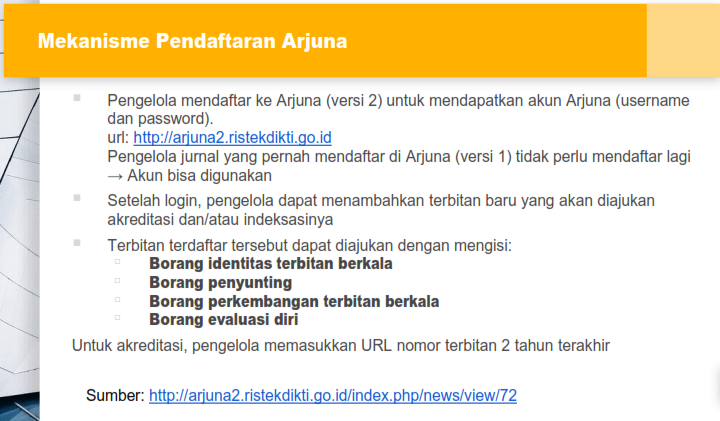 Mekanisme Pendaftaran Arjuna
Pengelola mendaftar ke Arjuna (versi 2) untuk mendapatkan akun Arjuna (username
dan password).
url: http://arjuna2.ristekdikti.go.id
Pengelola jurnal yang pernah mendaftar di Arjuna (versi 1) tidak perlu mendaftar lagi
→ Akun bisa digunakan
Setelah login, pengelola dapat menambahkan terbitan baru yang akan diajukan
akreditasi dan/atau indeksasinya
Terbitan terdaftar tersebut dapat diajukan dengan mengisi:
Borang identitas terbitan berkala
Borang penyunting
Borang perkembangan terbitan berkala
Borang evaluasi diri
Untuk akreditasi, pengelola memasukkan URL nomor terbitan 2 tahun terakhir
Sumber: http://arjuna2.ristekdikti.go.id/index.php/news/view/72